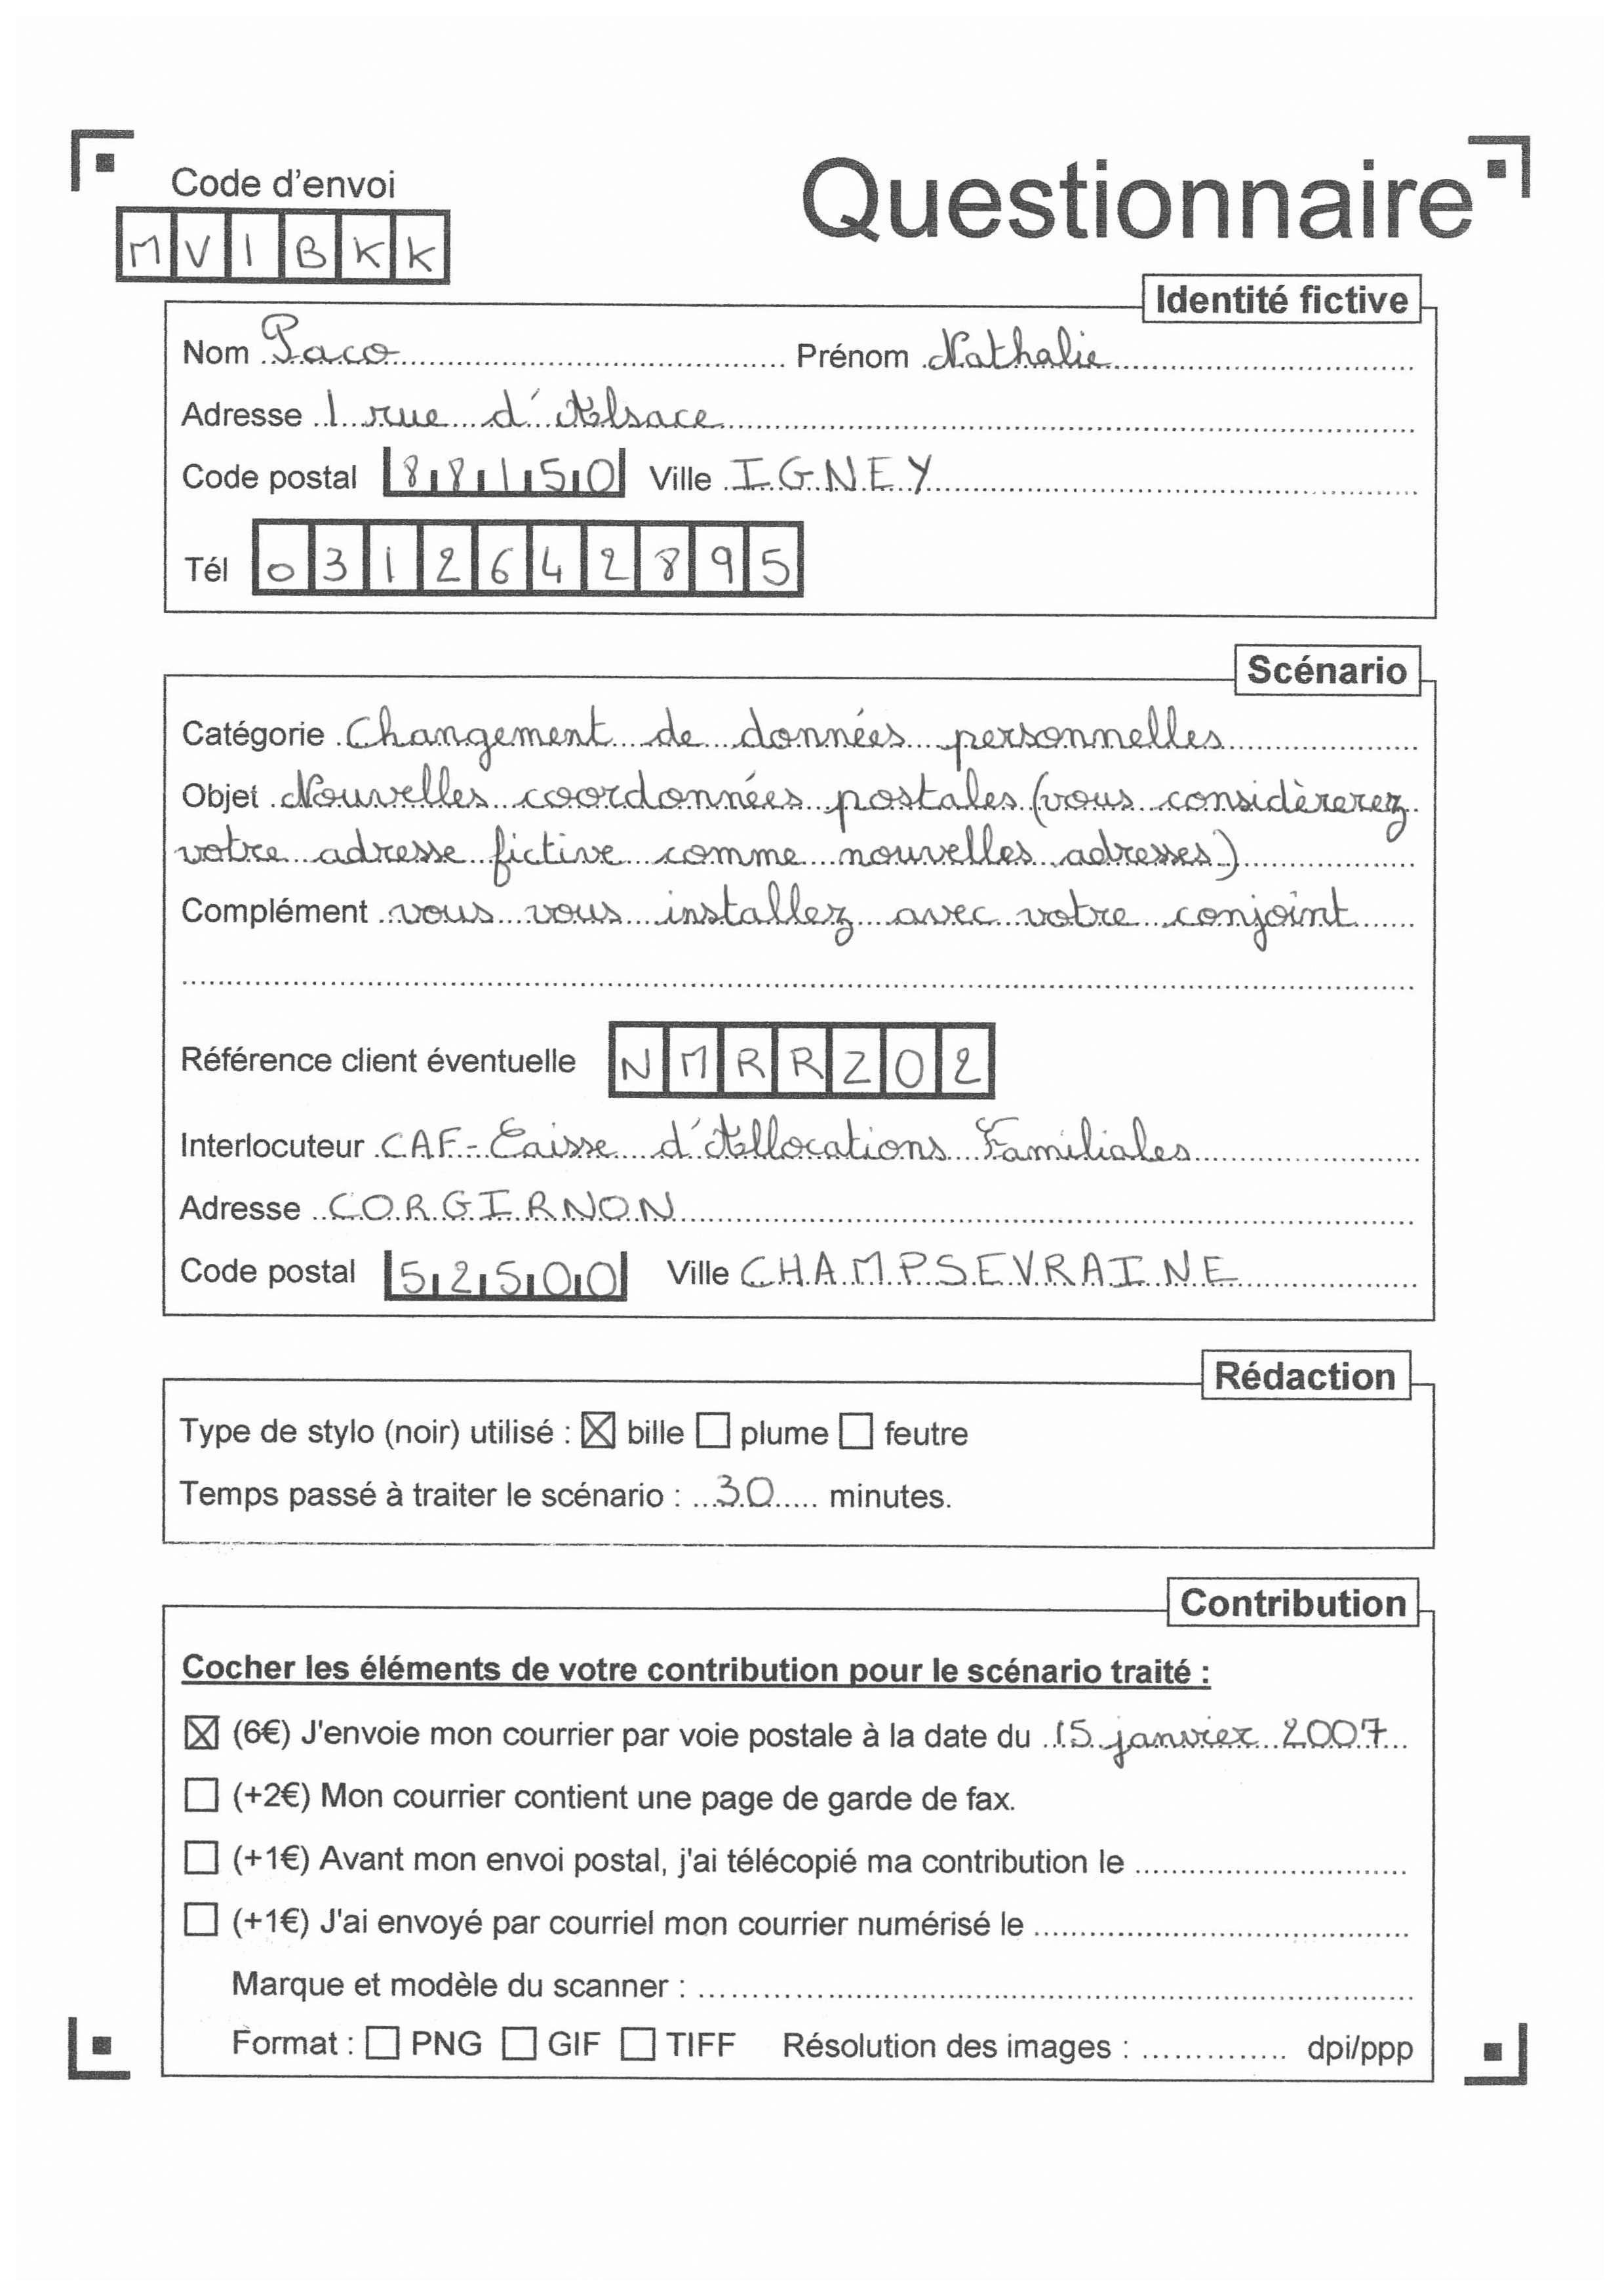 Code d'envoi
Questionnaire
MVIBKK
Identité fictive
Nom Paco Prénom Nathalie
Adresse 1 rue d'Alsace
Code postal 88150 Ville IGNEY
Tél 0312642895
Scénario
Catégorie Changement de données personnelles
Objet Nouvelles coordonnées postales (vous considèrerez
votre adresse fictive comme nouvelles adresses)
Complément vous vous installez avec votre conjoint
Référence client éventuelle NMRRZ02
Interlocuteur CAF - Caisse d'Allocations Familiales
Adresse CORGIRNON
Code postal 52500 Ville CHAMPSEVRAINE
Rédaction
Type de stylo (noir) utilisé : ☒ bille ☐ plume ☐ feutre
Temps passé à traiter le scénario : 30 minutes.
Contribution
Cocher les éléments de votre contribution pour le scénario traité :
☒ (6€) J'envoie mon courrier par voie postale à la date du 15 janvier 2007
☐ (+2€) Mon courrier contient une page de garde de fax.
☐ (+1€) Avant mon envoi postal, j'ai télécopié ma contribution le
☐ (+1€) J'ai envoyé par courriel mon courrier numérisé le
Marque et modèle du scanner :
Format : ☐ PNG ☐ GIF ☐ TIFF Résolution des images : dpi/ppp